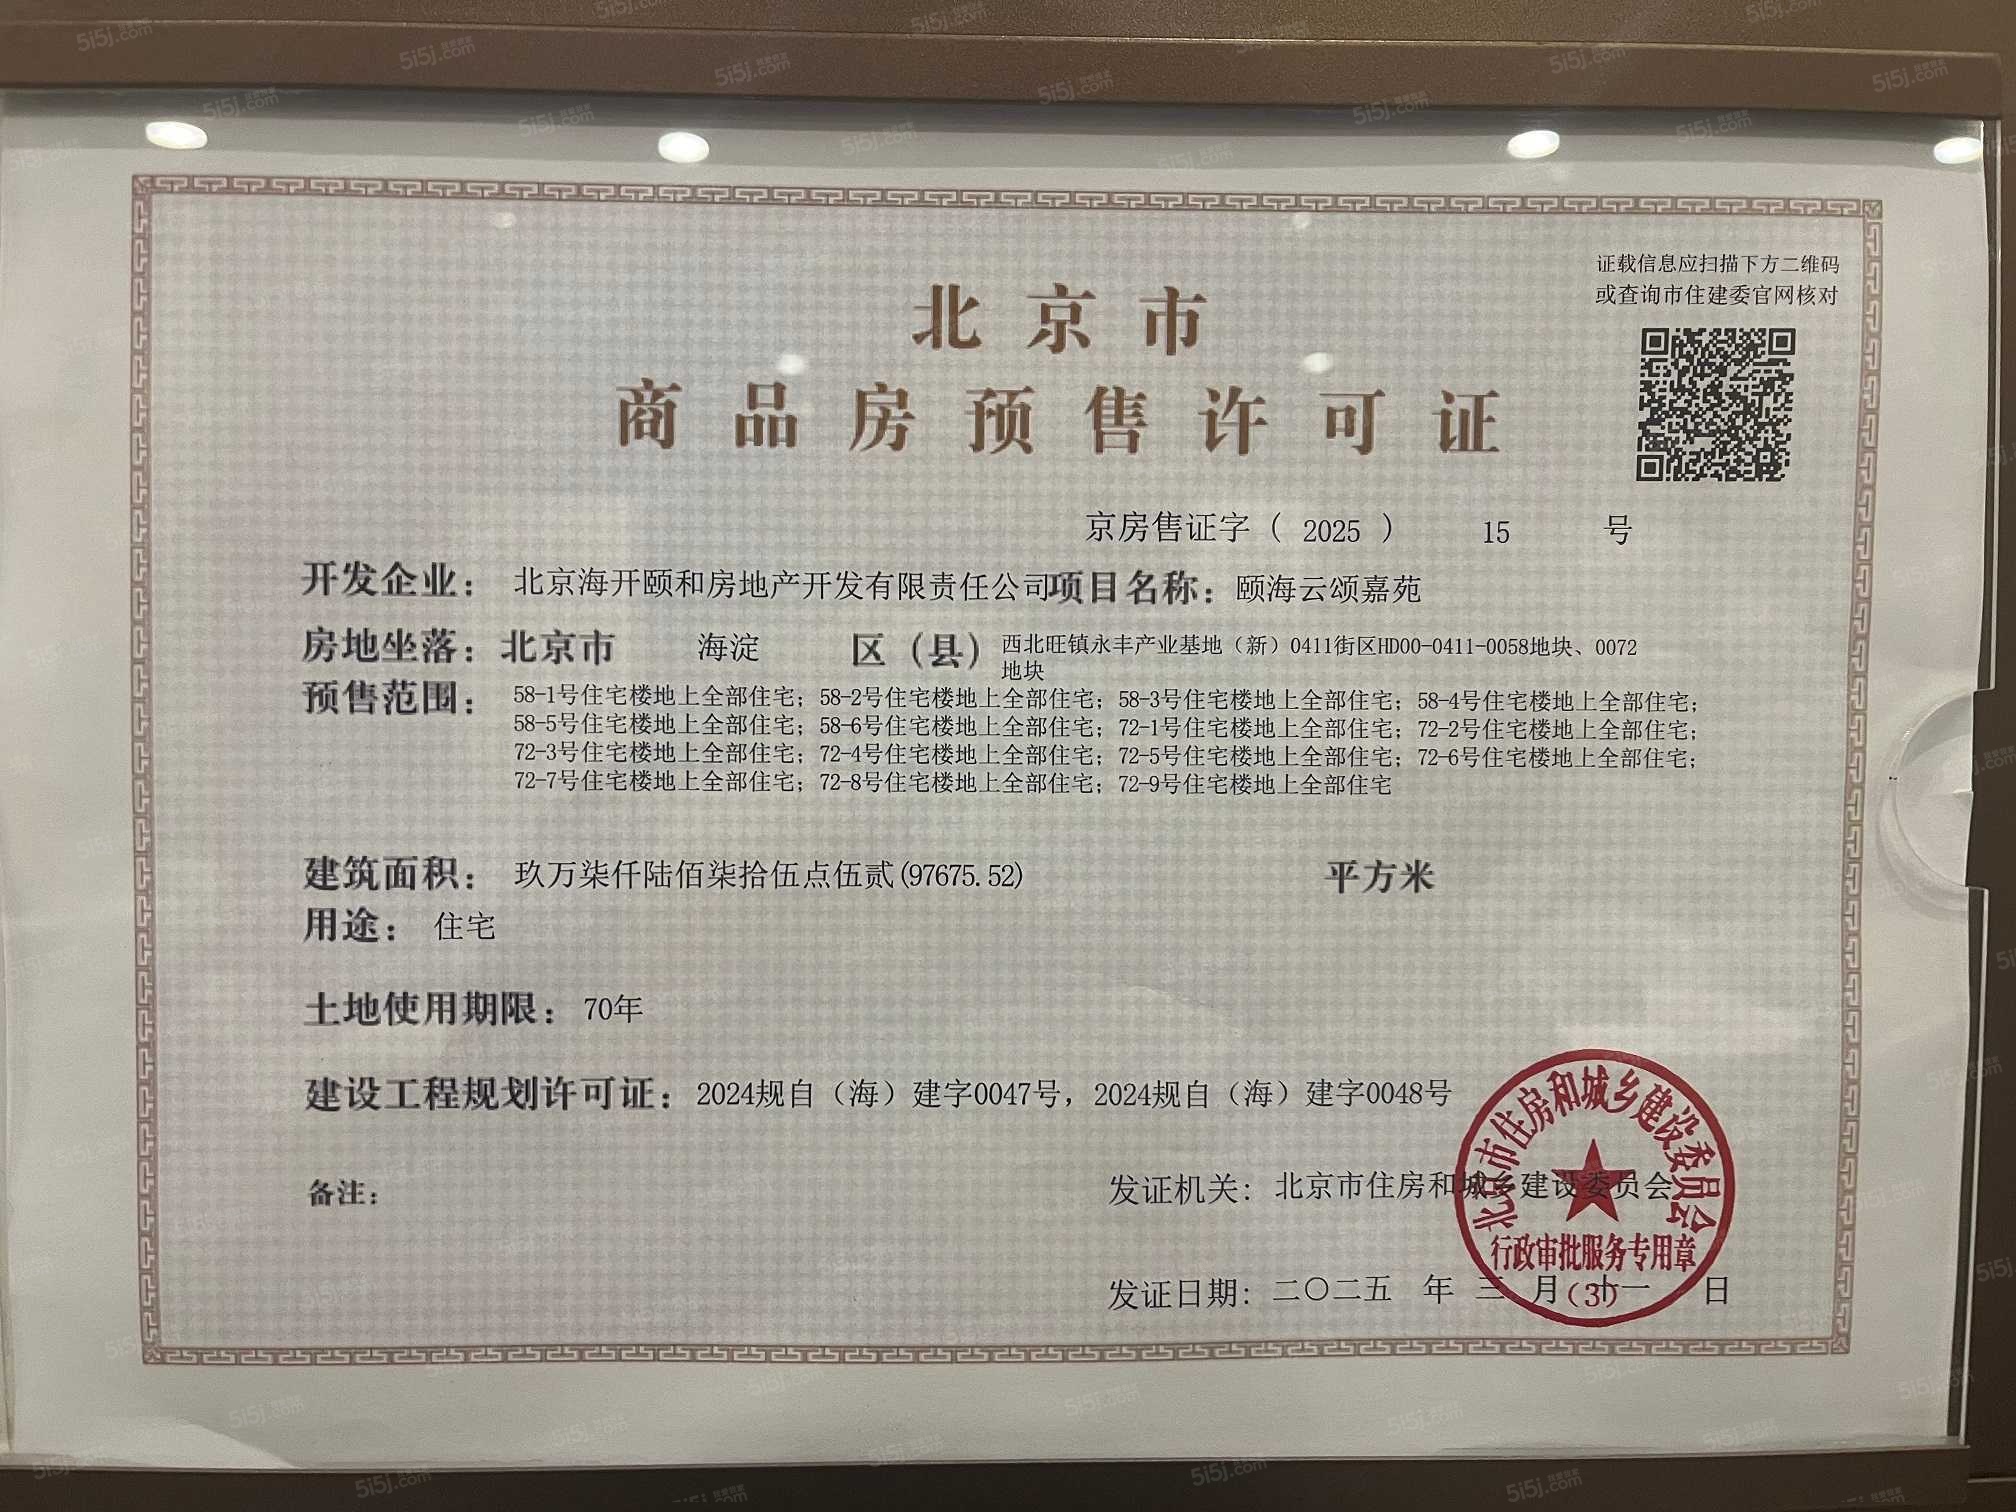 证载信息应扫描下方二维码
或查询市住建委官网核对
北京市
商品房预售许可证
京房售证字（2025）15号
开发企业：北京海开颐和房地产开发有限责任公司项目名称：颐海云颂嘉苑
房地坐落：北京市 海淀 区（县）西北旺镇永丰产业基地（新）0411街区HD00-0411-0058地块、0072
地块
预售范围：58-1号住宅楼地上全部住宅；58-2号住宅楼地上全部住宅；58-3号住宅楼地上全部住宅；58-4号住宅楼地上全部住宅；
58-5号住宅楼地上全部住宅；58-6号住宅楼地上全部住宅；72-1号住宅楼地上全部住宅；72-2号住宅楼地上全部住宅；
72-3号住宅楼地上全部住宅；72-4号住宅楼地上全部住宅；72-5号住宅楼地上全部住宅；72-6号住宅楼地上全部住宅；
72-7号住宅楼地上全部住宅；72-8号住宅楼地上全部住宅；72-9号住宅楼地上全部住宅
建筑面积：玖万柒仟陆佰柒拾伍点伍贰(97675.52) 平方米
用途：住宅
土地使用期限：70年
建设工程规划许可证：2024规自（海）建字0047号，2024规自（海）建字0048号
备注：
发证机关：北京市住房和城乡建设委员会
发证日期：二〇二五 年 三 月 十一 日
北京市住房和城乡建设委员会
行政审批服务专用章
（3）
5i5j.com